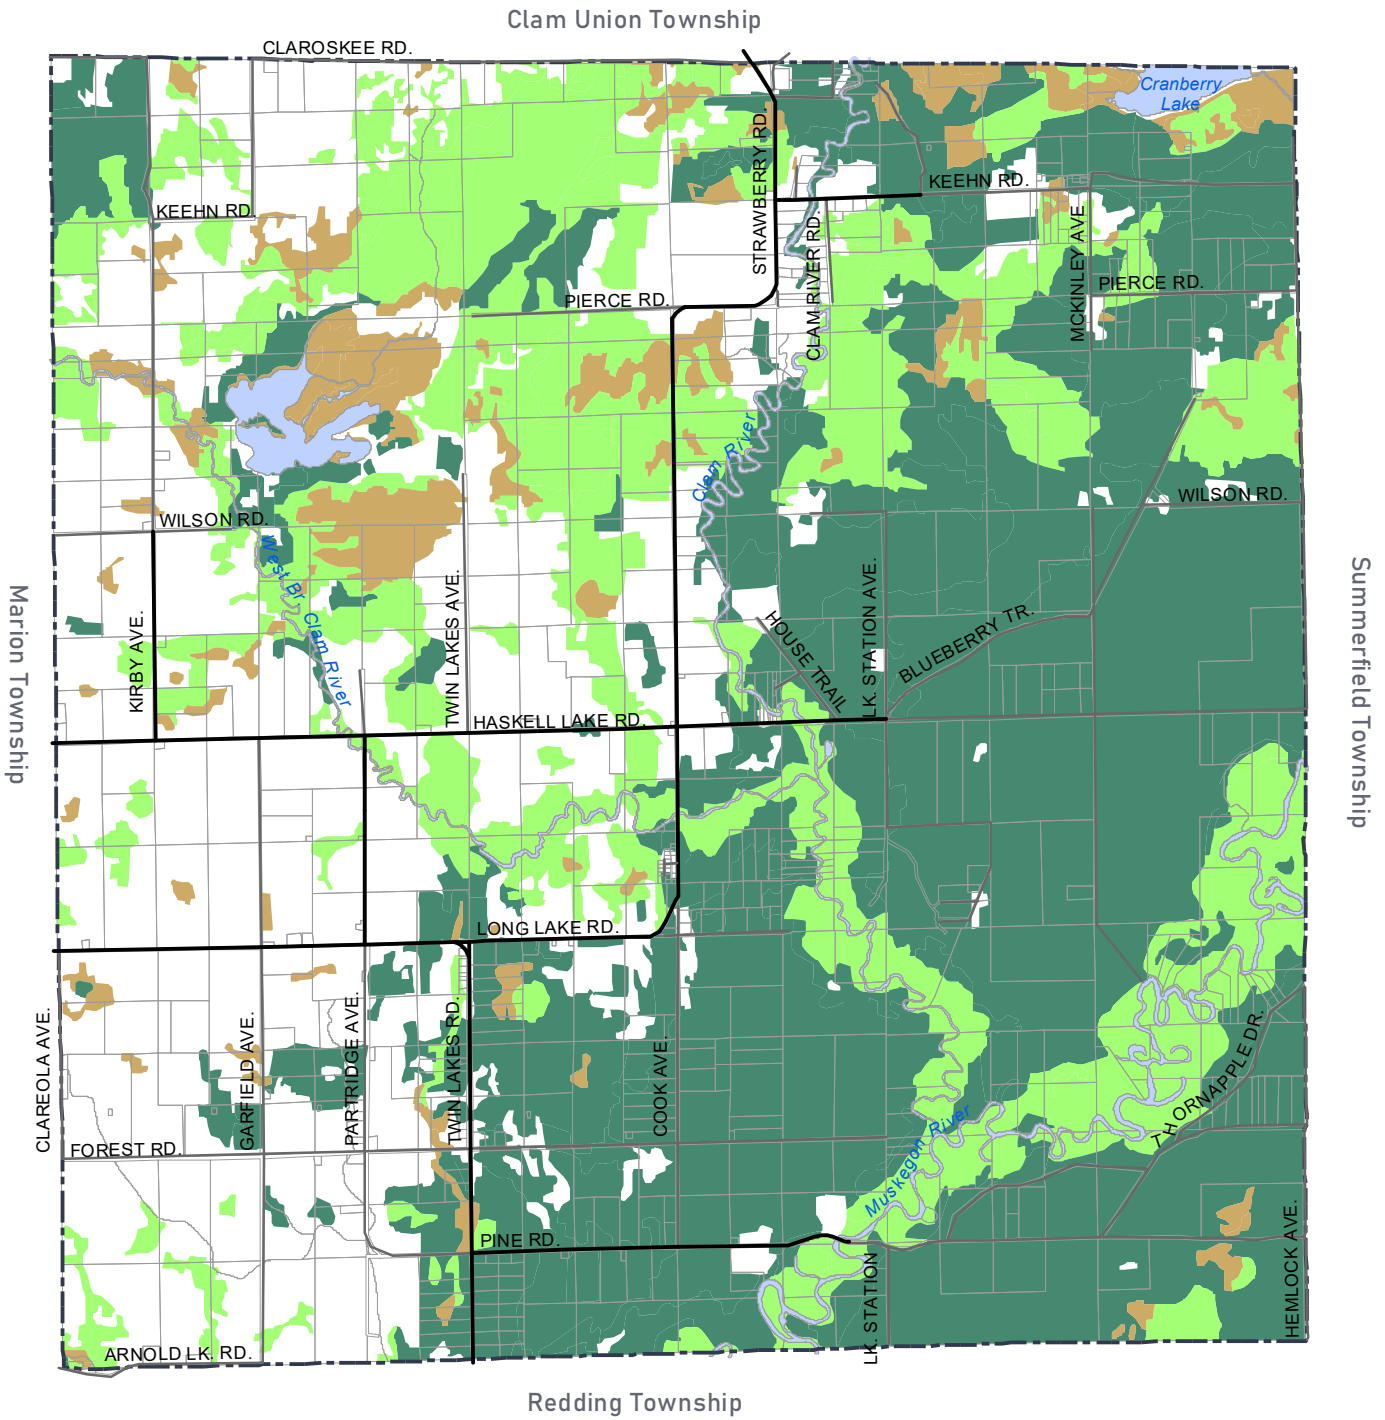 Clam Union Township
CLAROSKEE RD.
Cranberry
Lake
STRAWBERRY RD.
KEEHN RD.
KEEHN RD.
CLAM RIVER RD.
MCKINLEY AVE.
PIERCE RD.
PIERCE RD.
Clam River
WILSON RD.
WILSON RD.
West Br Clam River
Marion Township
Summerfield Township
KIRBY AVE.
TWIN LAKES AVE.
HOUSE TRAIL
LK. STATION AVE.
BLUEBERRY TR.
HASKELL LAKE RD.
LONG LAKE RD.
CLAREOLA AVE.
GARFIELD AVE.
PARTRIDGE AVE.
TWIN LAKES RD.
COOK AVE.
THORNAPPLE DR.
Muskegon River
FOREST RD.
PINE RD.
LK. STATION
HEMLOCK AVE.
ARNOLD LK. RD.
Redding Township